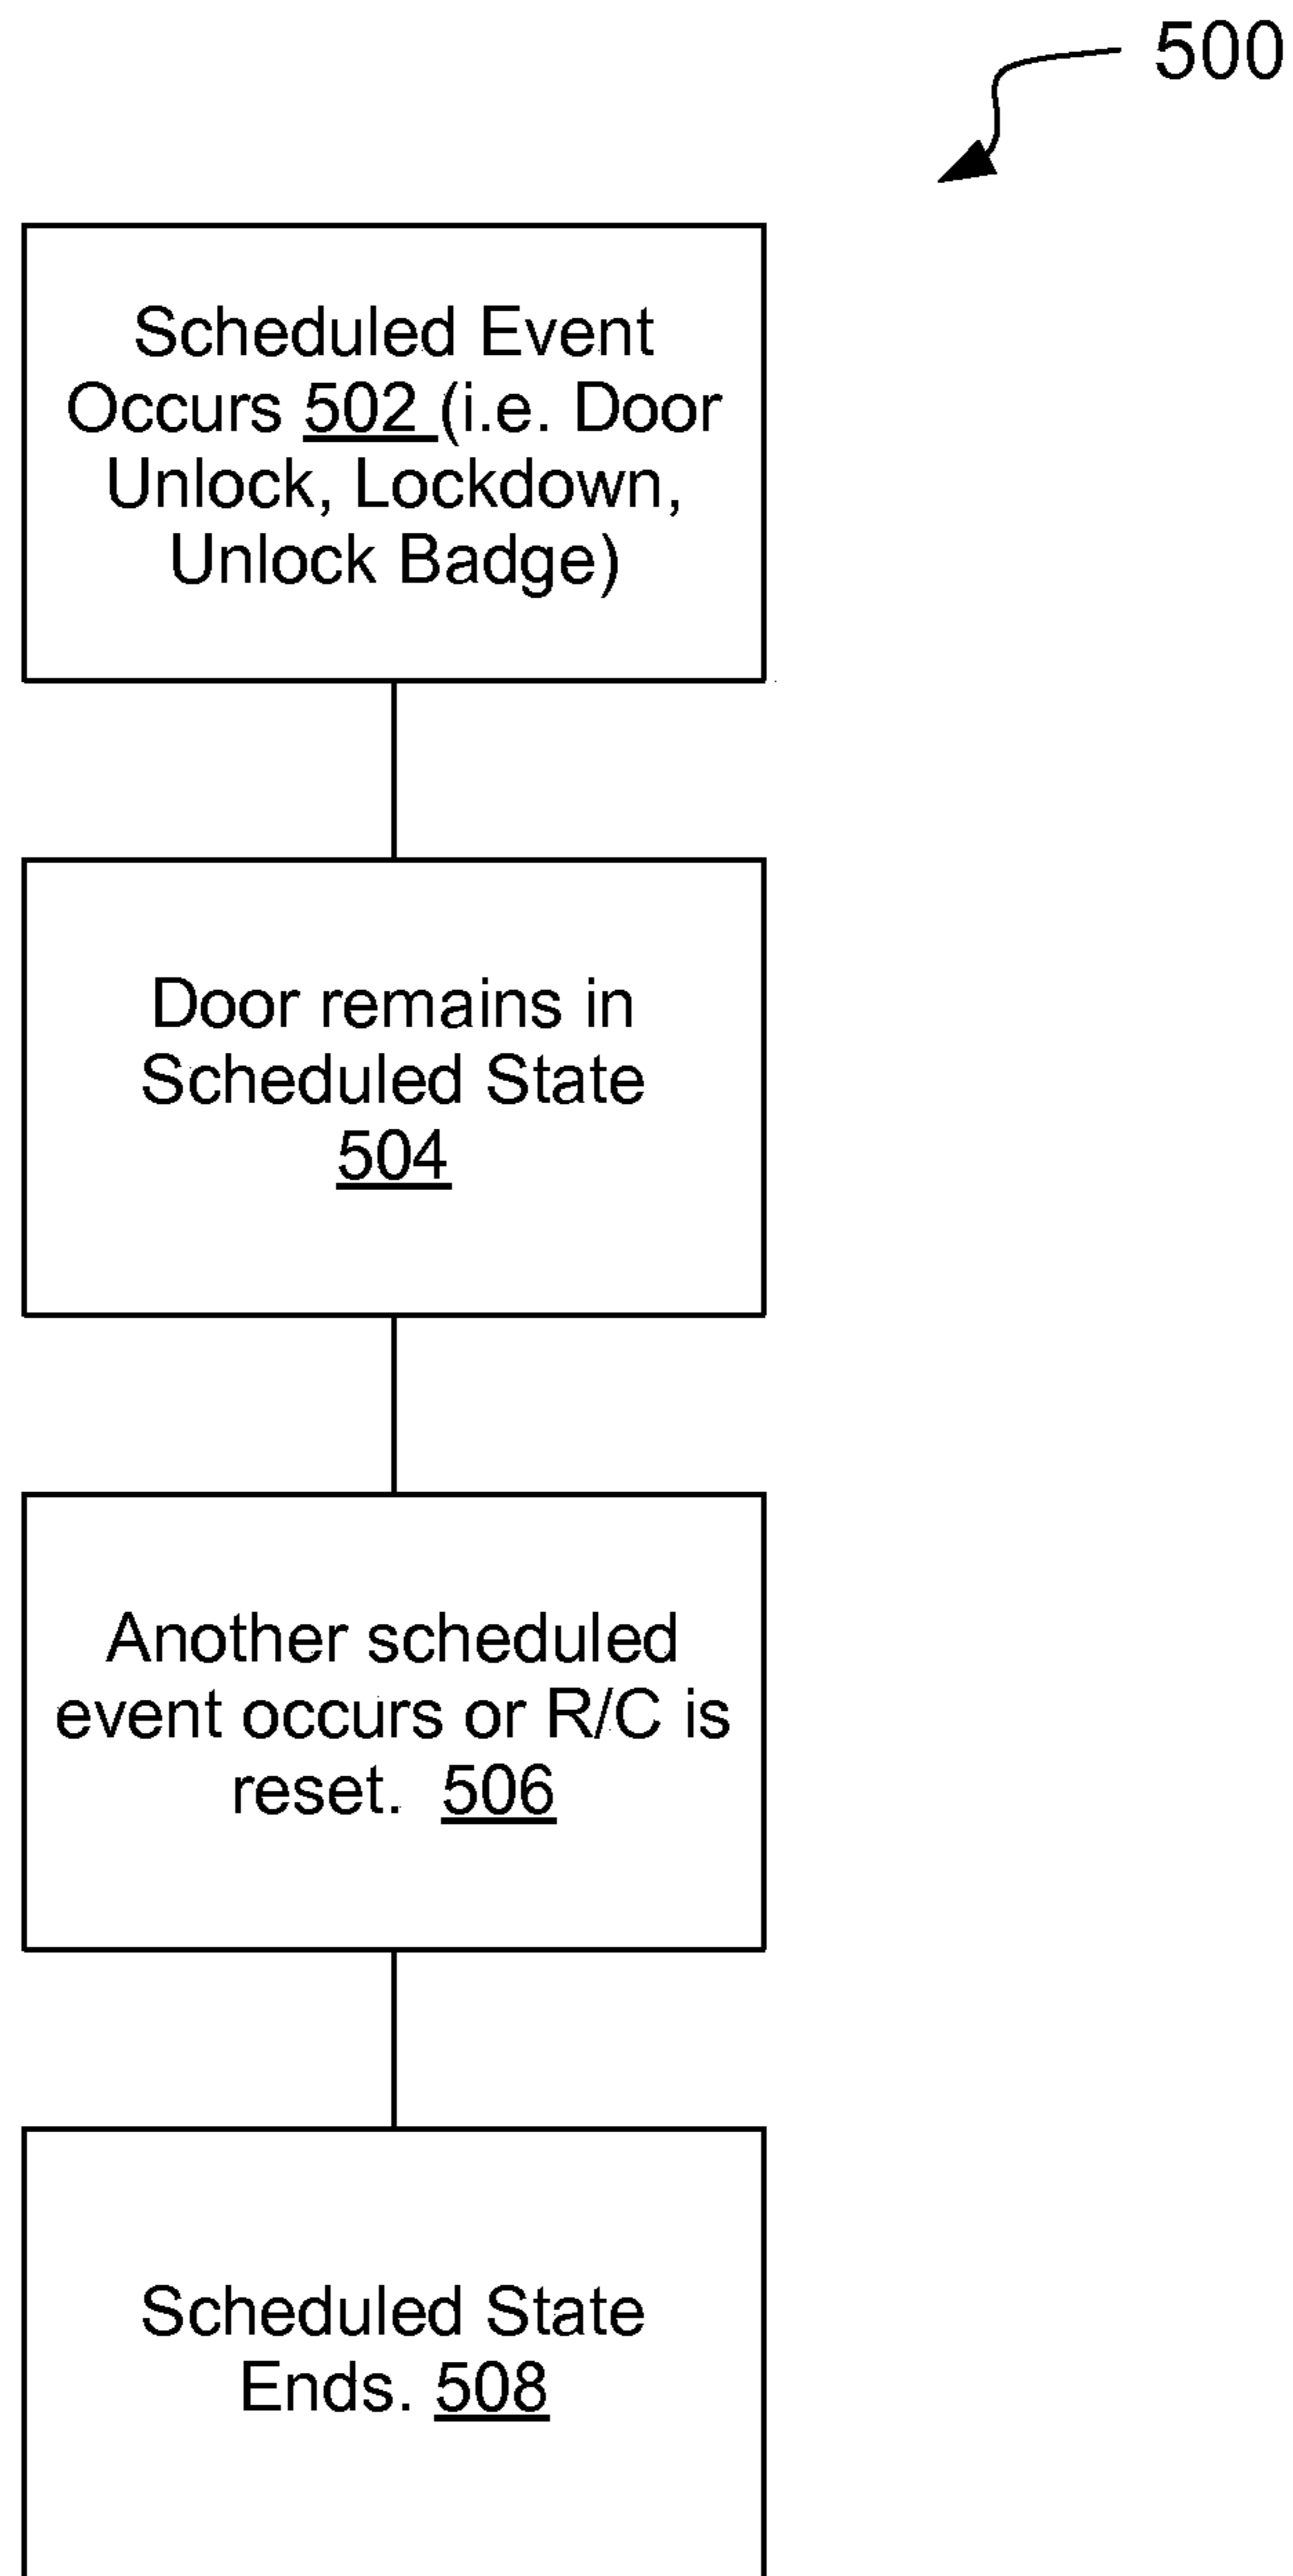 500
Scheduled Event
Occurs 502 (i.e. Door
Unlock, Lockdown,
Unlock Badge)
Door remains in
Scheduled State
504
Another scheduled
event occurs or R/C is
reset. 506
Scheduled State
Ends. 508